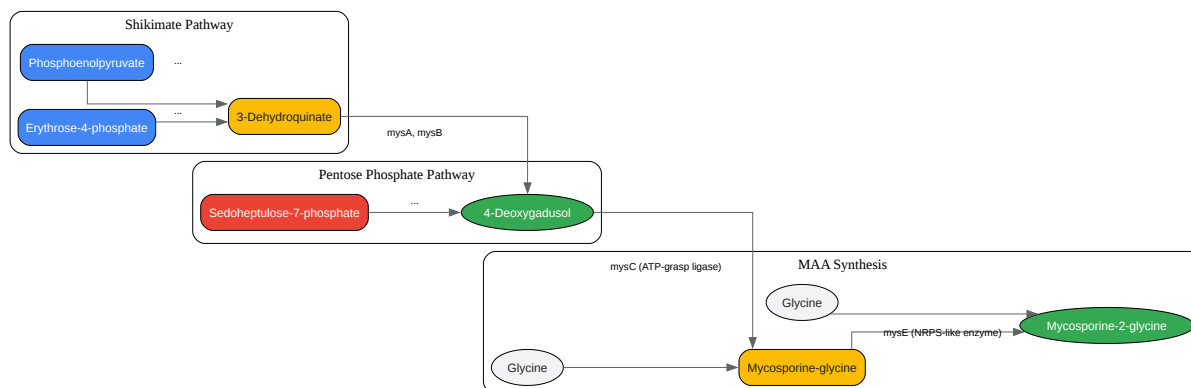 Shikimate Pathway
Phosphoenolpyruvate
...
...
Erythrose-4-phosphate
3-Dehydroquinate
mysA, mysB
Pentose Phosphate Pathway
Sedoheptulose-7-phosphate
...
4-Deoxygadusol
mysC (ATP-grasp ligase)
MAA Synthesis
Glycine
Mycosporine-2-glycine
mysE (NRPS-like enzyme)
Glycine
Mycosporine-glycine